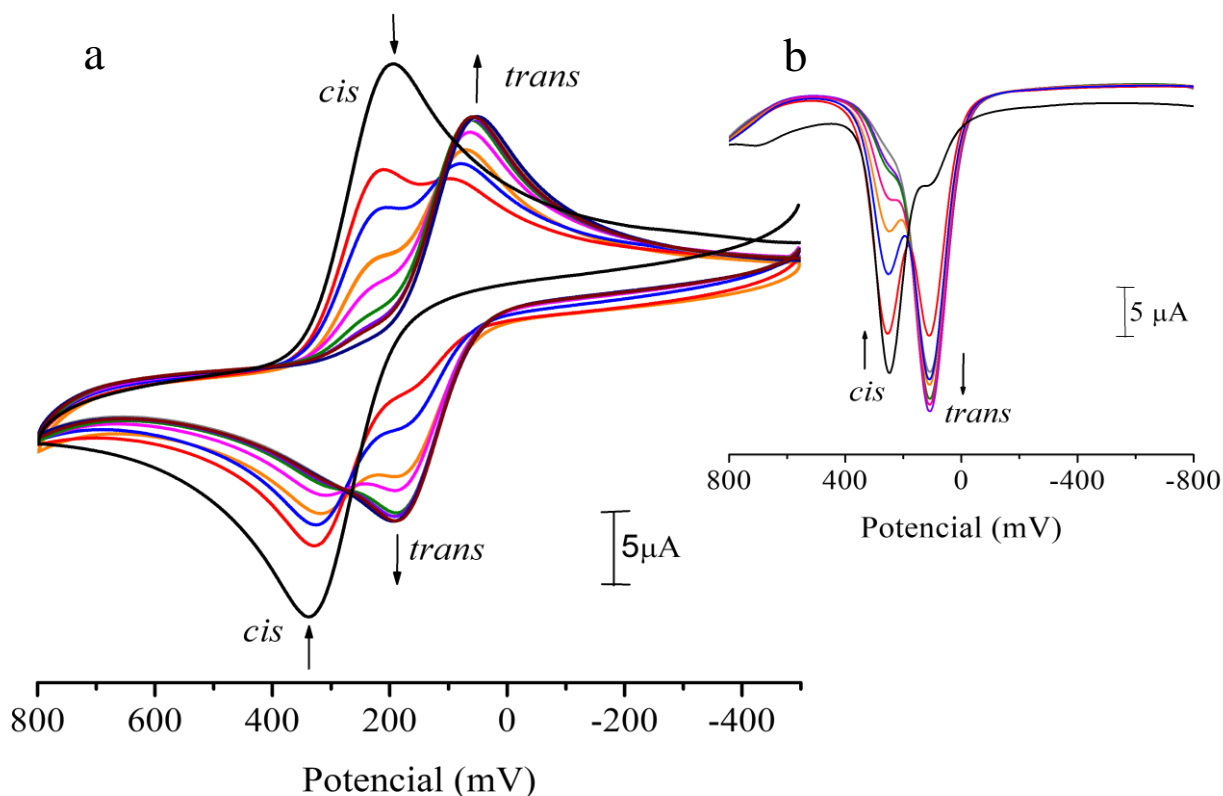 a
cis
trans
trans
cis
5μA
800 600 400 200 0 -200 -400
Potencial (mV)
b
5 μA
cis
trans
800 400 0 -400 -800
Potencial (mV)